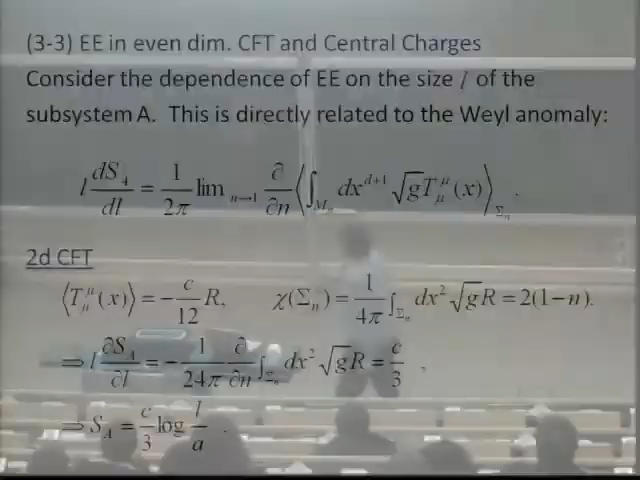 (3-3) EE in even dim. CFT and Central Charges
Consider the dependence of EE on the size l of the
subsystem A. This is directly related to the Weyl anomaly:
l dS_A/dl = 1/2π lim_{n→1} ∂/∂n ⟨∫_{M_n} dx^{d+1} √g T_μ^μ(x)⟩_{Σ_n} .
2d CFT
⟨T_μ^μ(x)⟩ = −c/12 R, χ(Σ_n) = 1/4π ∫_{Σ_n} dx² √g R = 2(1−n).
⇒ l ∂S_A/∂l = −1/24π ∂/∂n ∫_{Σ_n} dx² √g R = c/3 ,
⇒ S_A = c/3 log l/a .